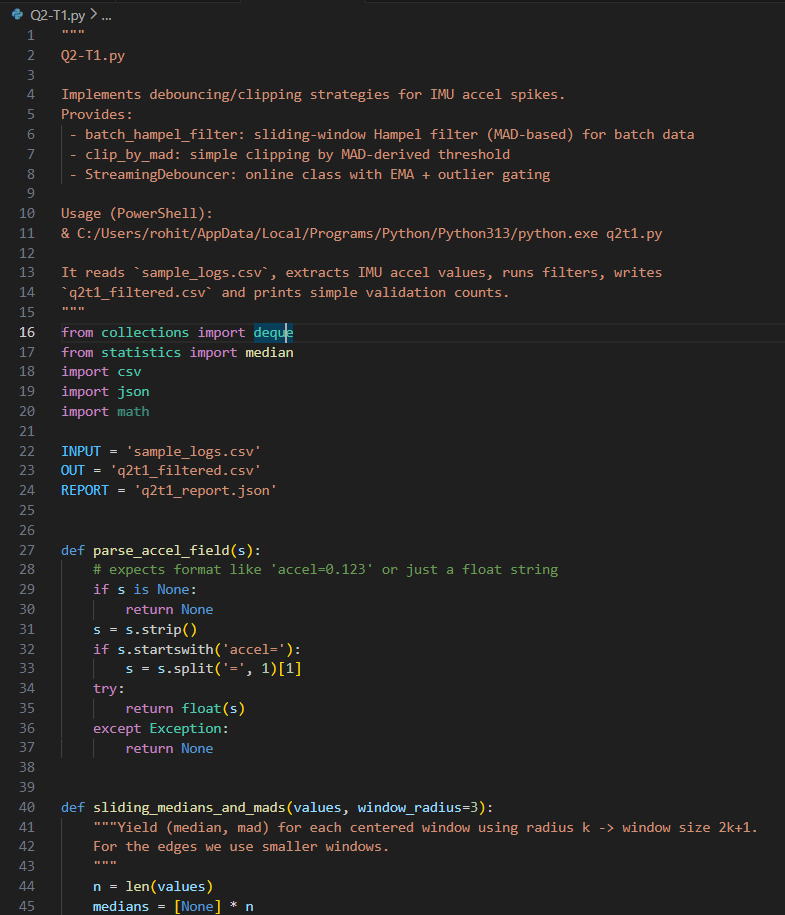 Q2-T1.py > ...
1 """
2 Q2-T1.py
3
4 Implements debouncing/clipping strategies for IMU accel spikes.
5 Provides:
6  - batch_hampel_filter: sliding-window Hampel filter (MAD-based) for batch data
7  - clip_by_mad: simple clipping by MAD-derived threshold
8  - StreamingDebouncer: online class with EMA + outlier gating
9
10 Usage (PowerShell):
11 & C:/Users/rohit/AppData/Local/Programs/Python/Python313/python.exe q2t1.py
12
13 It reads `sample_logs.csv`, extracts IMU accel values, runs filters, writes
14 `q2t1_filtered.csv` and prints simple validation counts.
15 """
16 from collections import deque
17 from statistics import median
18 import csv
19 import json
20 import math
21
22 INPUT = 'sample_logs.csv'
23 OUT = 'q2t1_filtered.csv'
24 REPORT = 'q2t1_report.json'
25
26
27 def parse_accel_field(s):
28     # expects format like 'accel=0.123' or just a float string
29     if s is None:
30         return None
31     s = s.strip()
32     if s.startswith('accel='):
33         s = s.split('=', 1)[1]
34     try:
35         return float(s)
36     except Exception:
37         return None
38
39
40 def sliding_medians_and_mads(values, window_radius=3):
41     """Yield (median, mad) for each centered window using radius k -> window size 2k+1.
42     For the edges we use smaller windows.
43     """
44     n = len(values)
45     medians = [None] * n